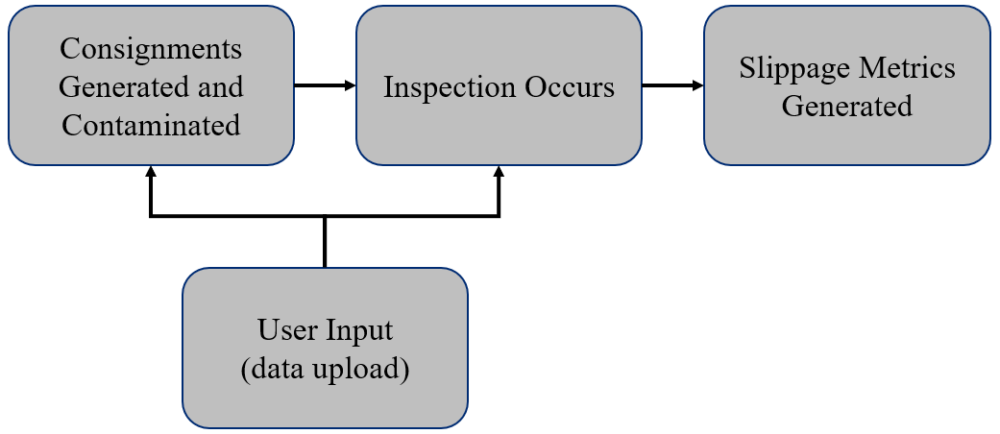 Consignments
Generated and
Contaminated
Inspection Occurs
Slippage Metrics
Generated
User Input
(data upload)